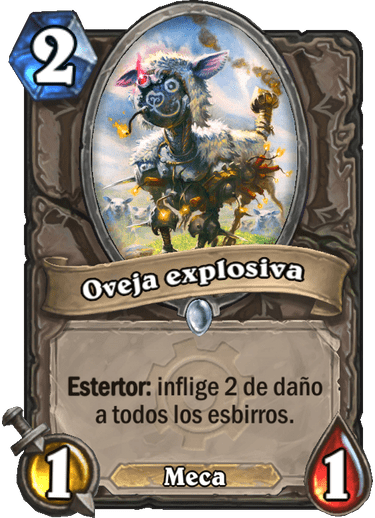 2
Oveja explosiva
Estertor: inflige 2 de daño
a todos los esbirros.
1
Meca
1